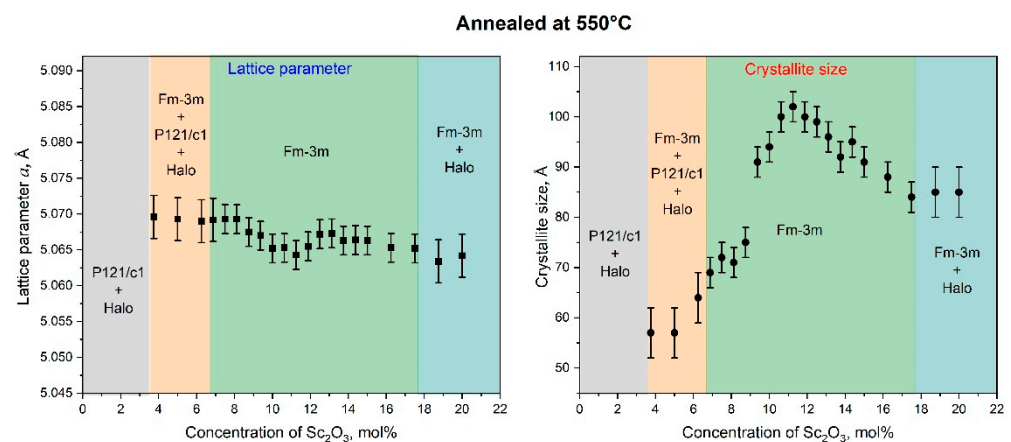 Annealed at 550°C
Lattice parameter
5.090
5.085
5.080
5.075
5.070
5.065
5.060
5.055
5.050
5.045
Lattice parameter a, Å
Fm-3m
+
P121/c1
+
Halo
Fm-3m
Fm-3m
+
Halo
P121/c1
+
Halo
0 2 4 6 8 10 12 14 16 18 20 22
Concentration of Sc₂O₃, mol%
Crystallite size
110
100
90
80
70
60
50
Crystallite size, Å
Fm-3m
+
P121/c1
+
Halo
P121/c1
+
Halo
Fm-3m
Fm-3m
+
Halo
0 2 4 6 8 10 12 14 16 18 20 22
Concentration of Sc₂O₃, mol%